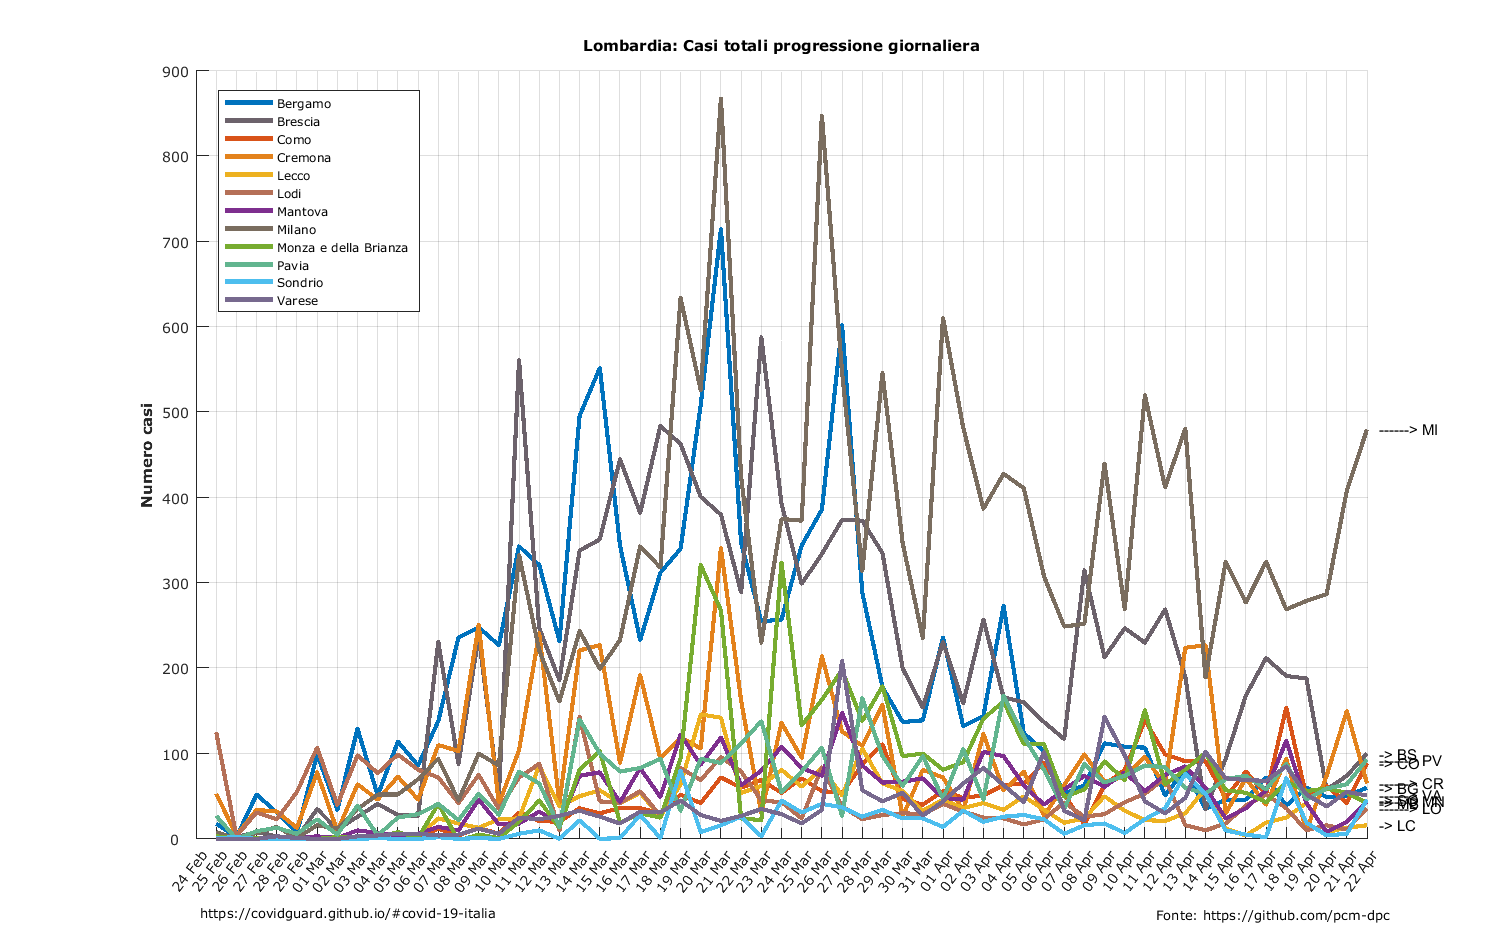 Lombardia: Casi totali progressione giornaliera
Numero casi
900
800
700
600
500
400
300
200
100
0
Bergamo
Brescia
Como
Cremona
Lecco
Lodi
Mantova
Milano
Monza e della Brianza
Pavia
Sondrio
Varese
------> MI
-> BS
PV
-> CR
-> BG
VA
MN
LO
-> LC
24 Feb
25 Feb
26 Feb
27 Feb
28 Feb
29 Feb
01 Mar
02 Mar
03 Mar
04 Mar
05 Mar
06 Mar
07 Mar
08 Mar
09 Mar
10 Mar
11 Mar
12 Mar
13 Mar
14 Mar
15 Mar
16 Mar
17 Mar
18 Mar
19 Mar
20 Mar
21 Mar
22 Mar
23 Mar
24 Mar
25 Mar
26 Mar
27 Mar
28 Mar
29 Mar
30 Mar
31 Mar
01 Apr
02 Apr
03 Apr
04 Apr
05 Apr
06 Apr
07 Apr
08 Apr
09 Apr
10 Apr
11 Apr
12 Apr
13 Apr
14 Apr
15 Apr
16 Apr
17 Apr
18 Apr
19 Apr
20 Apr
21 Apr
22 Apr
https://covidguard.github.io/#covid-19-italia
Fonte: https://github.com/pcm-dpc